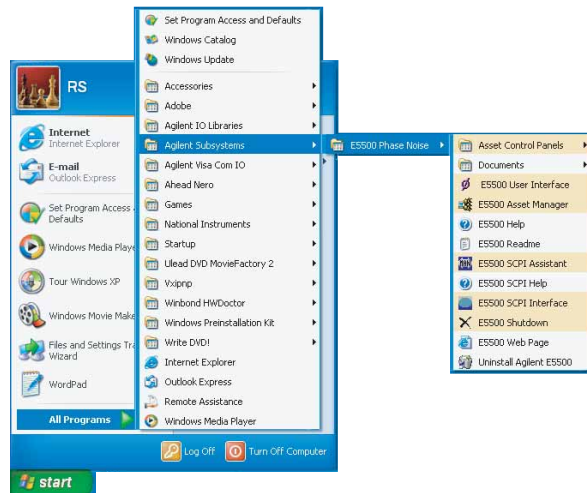 Set Program Access and Defaults
Windows Catalog
Windows Update
Accessories
Adobe
Agilent IO Libraries
Agilent Subsystems
Agilent Visa Com IO
Ahead Nero
Games
National Instruments
Startup
Ulead DVD MovieFactory 2
Vxipnp
Winbond HWDoctor
Windows Preinstallation Kit
Write DVD!
Internet Explorer
Outlook Express
Remote Assistance
Windows Media Player
RS
Internet
Internet Explorer
E-mail
Outlook Express
Set Program Access
Defaults
Windows Media Playe
Tour Windows XP
Windows Movie Make
Files and Settings Tra
Wizard
WordPad
All Programs
Log Off
Turn Off Computer
start
E5500 Phase Noise
Asset Control Panels
Documents
E5500 User Interface
E5500 Asset Manager
E5500 Help
E5500 Readme
E5500 SCPI Assistant
E5500 SCPI Help
E5500 SCPI Interface
E5500 Shutdown
E5500 Web Page
Uninstall Agilent E5500